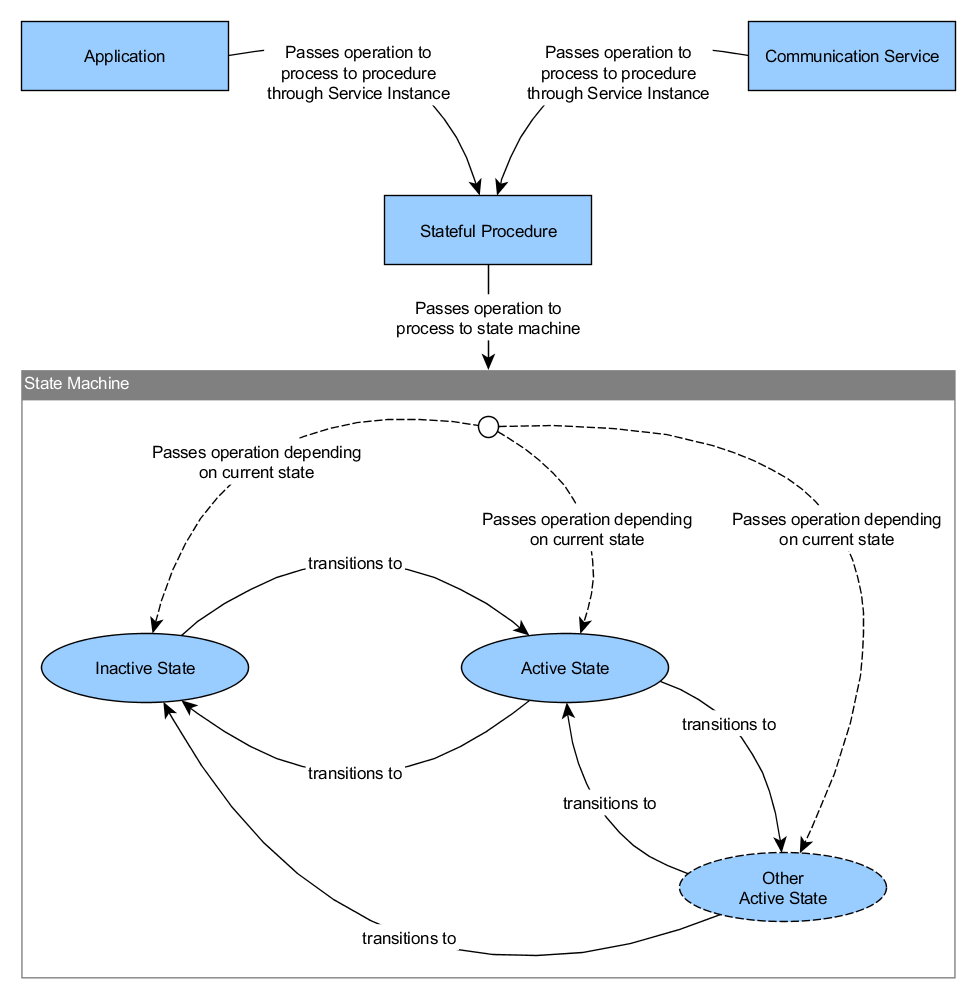 Application
Passes operation to
process to procedure
through Service Instance
Passes operation to
process to procedure
through Service Instance
Communication Service
Stateful Procedure
Passes operation to
process to state machine
State Machine
Passes operation depending
on current state
Passes operation depending
on current state
Passes operation depending
on current state
transitions to
Inactive State
Active State
transitions to
transitions to
transitions to
Other
Active State
transitions to